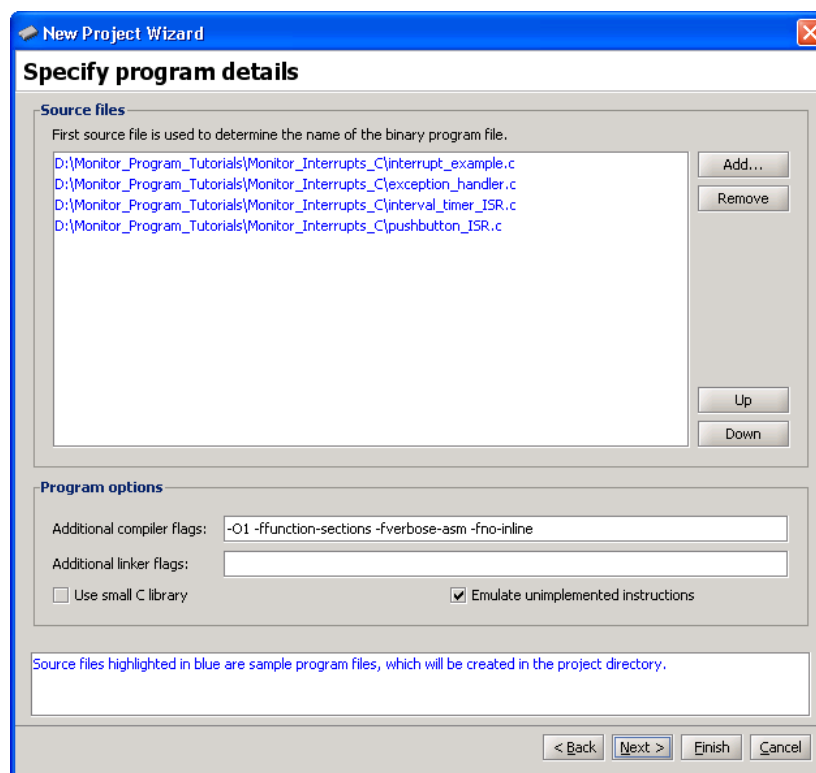 New Project Wizard
Specify program details
Source files
First source file is used to determine the name of the binary program file.
D:\Monitor_Program_Tutorials\Monitor_Interrupts_C\interrupt_example.c
D:\Monitor_Program_Tutorials\Monitor_Interrupts_C\exception_handler.c
D:\Monitor_Program_Tutorials\Monitor_Interrupts_C\interval_timer_ISR.c
D:\Monitor_Program_Tutorials\Monitor_Interrupts_C\pushbutton_ISR.c
Add...
Remove
Up
Down
Program options
Additional compiler flags: -O1 -ffunction-sections -fverbose-asm -fno-inline
Additional linker flags:
Use small C library
Emulate unimplemented instructions
Source files highlighted in blue are sample program files, which will be created in the project directory.
< Back Next > Finish Cancel